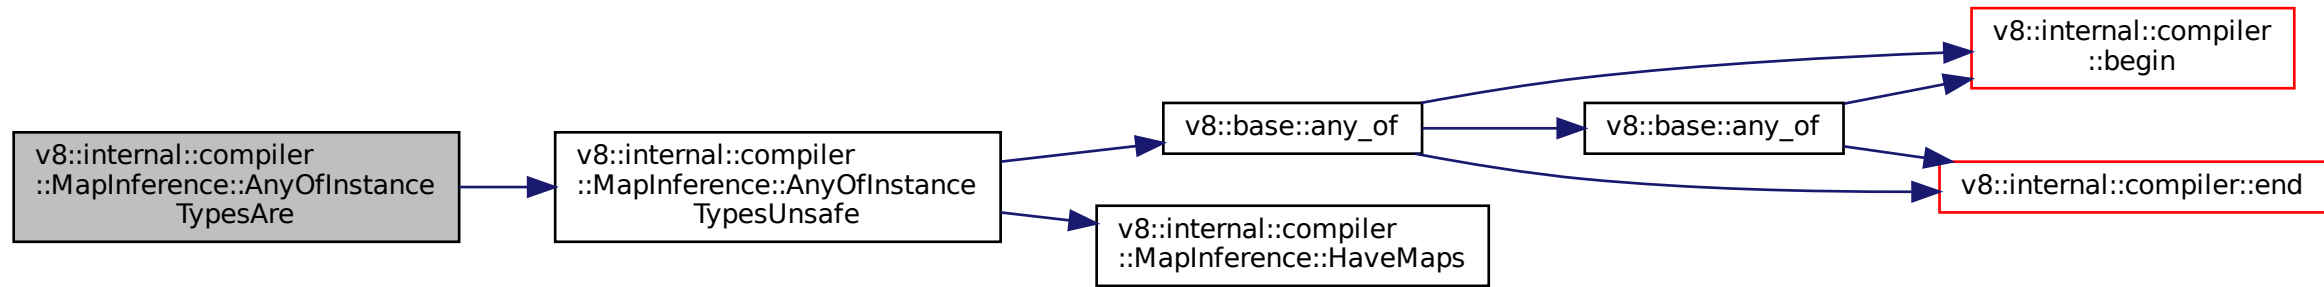 v8::internal::compiler
::MapInference::AnyOfInstance
TypesAre
v8::internal::compiler
::MapInference::AnyOfInstance
TypesUnsafe
v8::base::any_of
v8::internal::compiler
::MapInference::HaveMaps
v8::base::any_of
v8::internal::compiler
::begin
v8::internal::compiler::end